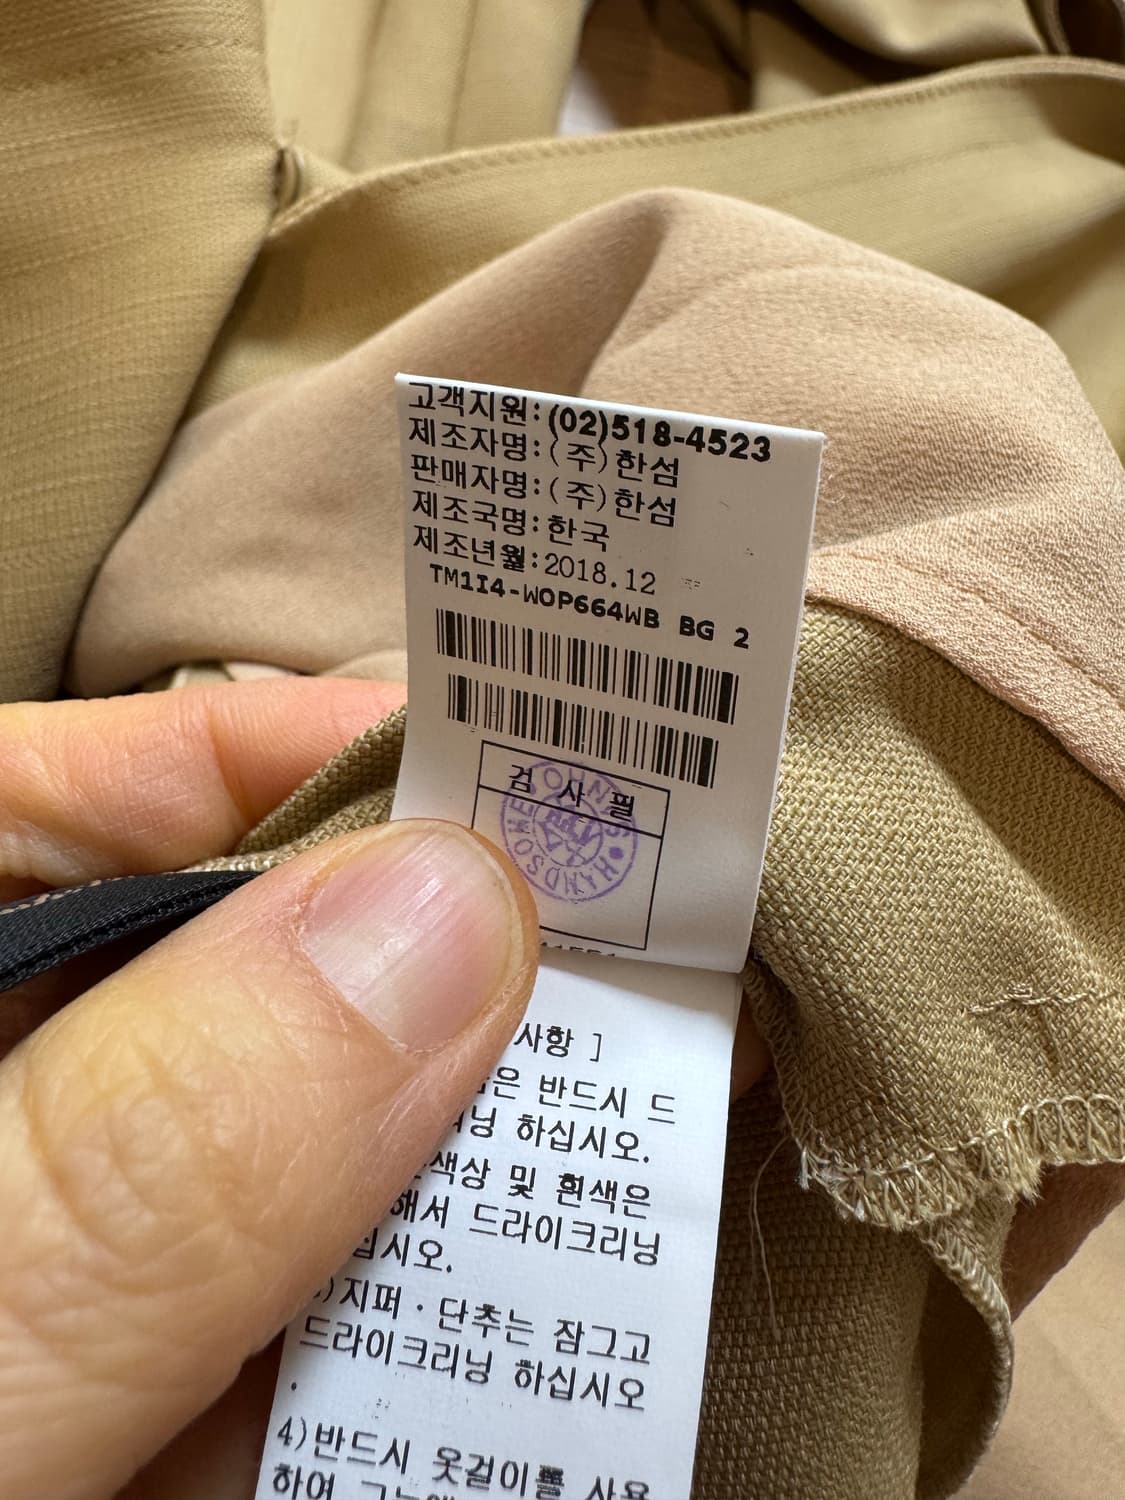 고객지원:(02)518-4523
제조자명:(주)한섬
판매자명:(주)한섬
제조국명:한국
제조년월:2018.12
TM1I4-WOP664WB BG 2
검 사 필
HANDSOME
사항 ]
은 반드시 드
닝 하십시오.
색상 및 흰색은
해서 드라이크리닝
십시오.
)지퍼·단추는 잠그고
드라이크리닝 하십시오
.
4)반드시 옷걸이를 사용
하여